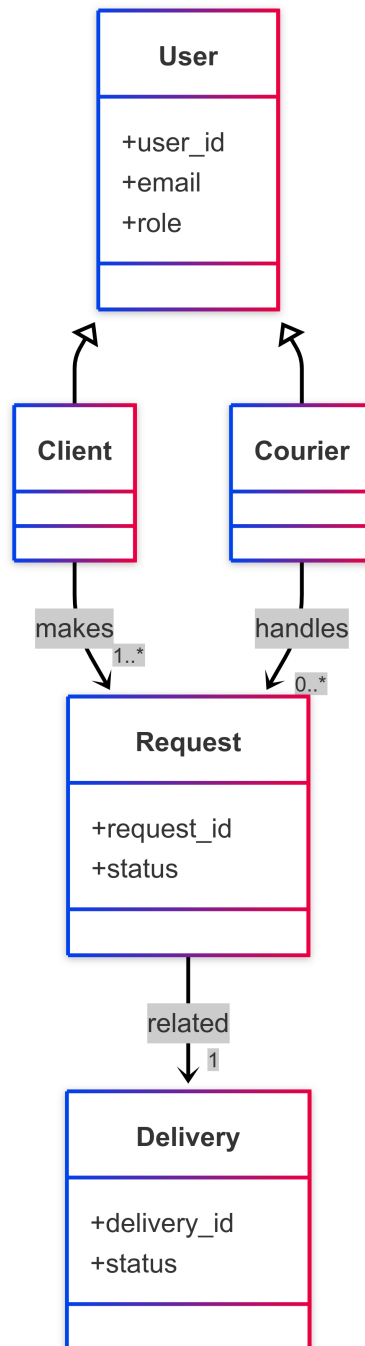 User
+user_id
+email
+role
Client
Courier
makes
handles
1..*
0..*
Request
+request_id
+status
related
1
Delivery
+delivery_id
+status